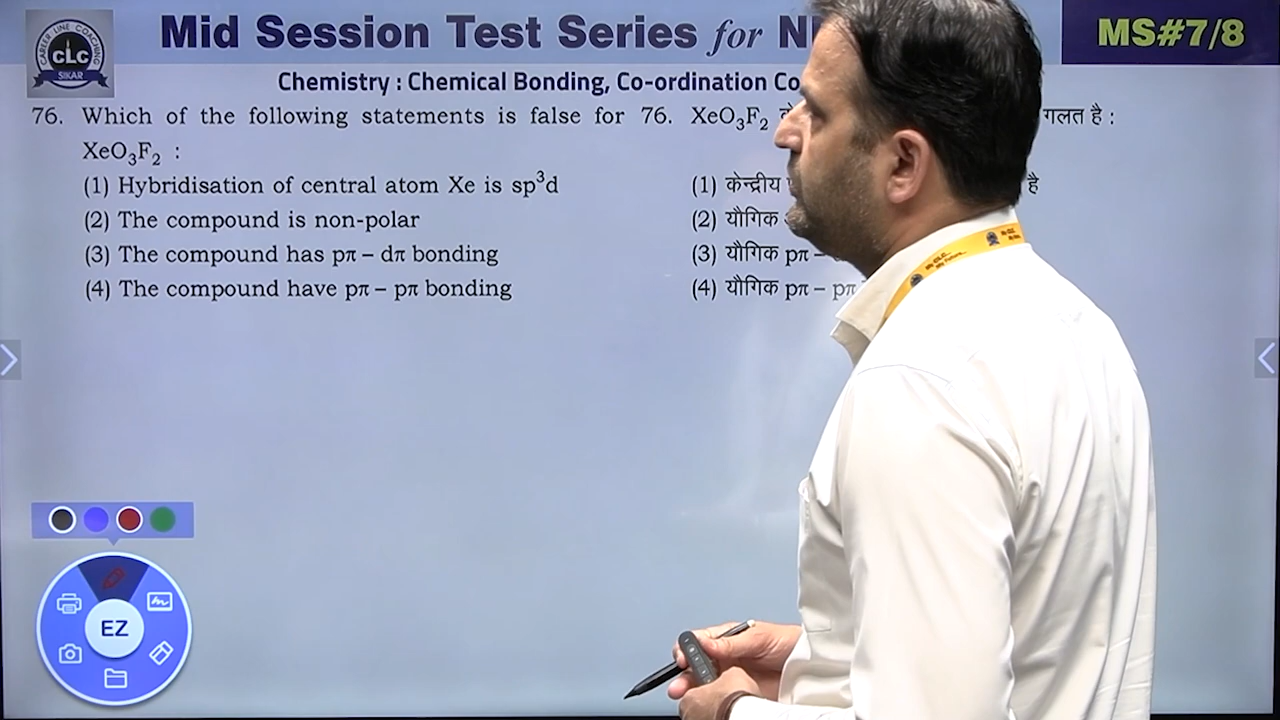 CAREER LINE COACHING
CLC
SIKAR
Mid Session Test Series for
MS#7/8
Chemistry : Chemical Bonding, Co-ordination
76. Which of the following statements is false for
XeO₃F₂ :
(1) Hybridisation of central atom Xe is sp³d
(2) The compound is non-polar
(3) The compound has pπ – dπ bonding
(4) The compound have pπ – pπ bonding
76. XeO₃F₂ गलत है :
(1) केन्द्रीय है
(2) यौगिक
(3) यौगिक pπ –
(4) यौगिक pπ – pπ
EZ